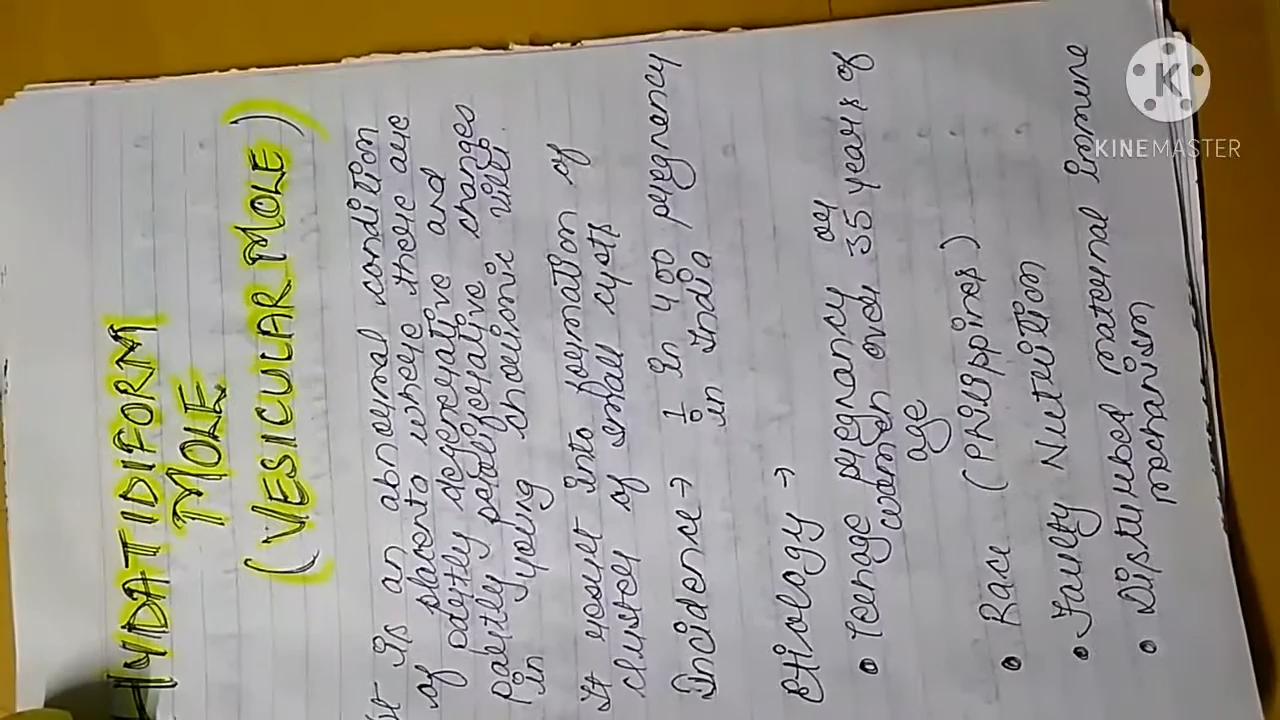 HYDATIDIFORM
MOLE
(VESICULAR MOLE)
It is an abnormal condition
of placenta where there are
partly degenerative and
partly proliferative changes
in young chorionic villi.
It result into formation of
cluster of small cysts
Incidence → 1 in 400 pregnency
in India
Etiology →
• Teenage pregnancy or
women over 35 years of
age
• Race (Philippines)
• Faulty Nutrition
• Disturbed maternal immune
mechanism
KINEMASTER